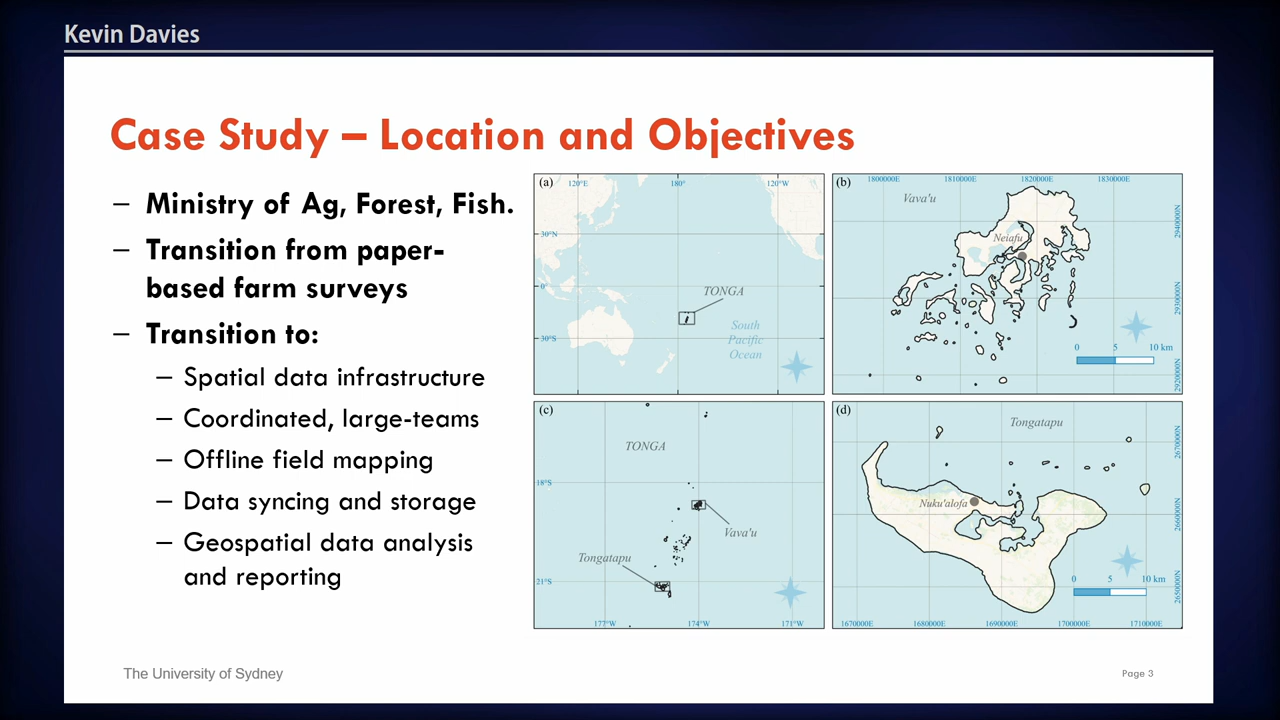 Kevin Davies
Case Study – Location and Objectives
– Ministry of Ag, Forest, Fish.
– Transition from paper-
based farm surveys
– Transition to:
– Spatial data infrastructure
– Coordinated, large-teams
– Offline field mapping
– Data syncing and storage
– Geospatial data analysis
and reporting
(a)
120°E 180° 120°W
30°N
0°
30°S
TONGA
South
Pacific
Ocean
(b)
1800000E 1810000E 1820000E 1830000E
Vava'u
Neiafu
2940000N
2930000N
2920000N
0 5 10 km
(c)
TONGA
18°S
Vava'u
Tongatapu
21°S
177°W 174°W 171°W
(d)
Tongatapu
Nuku'alofa
2670000N
2660000N
2650000N
0 5 10 km
1670000E 1680000E 1690000E 1700000E 1710000E
The University of Sydney
Page 3